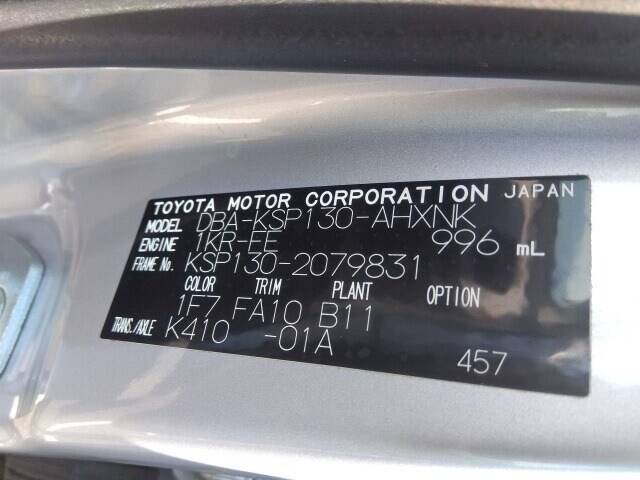 TOYOTA MOTOR CORPORATION JAPAN
MODEL DBA-KSP130-AHXNK
ENGINE 1KR-FE 996 mL
FRAME No. KSP130-2079831
COLOR TRIM PLANT OPTION
1F7 FA10 B11
TRANS./AXLE K410 -01A
457